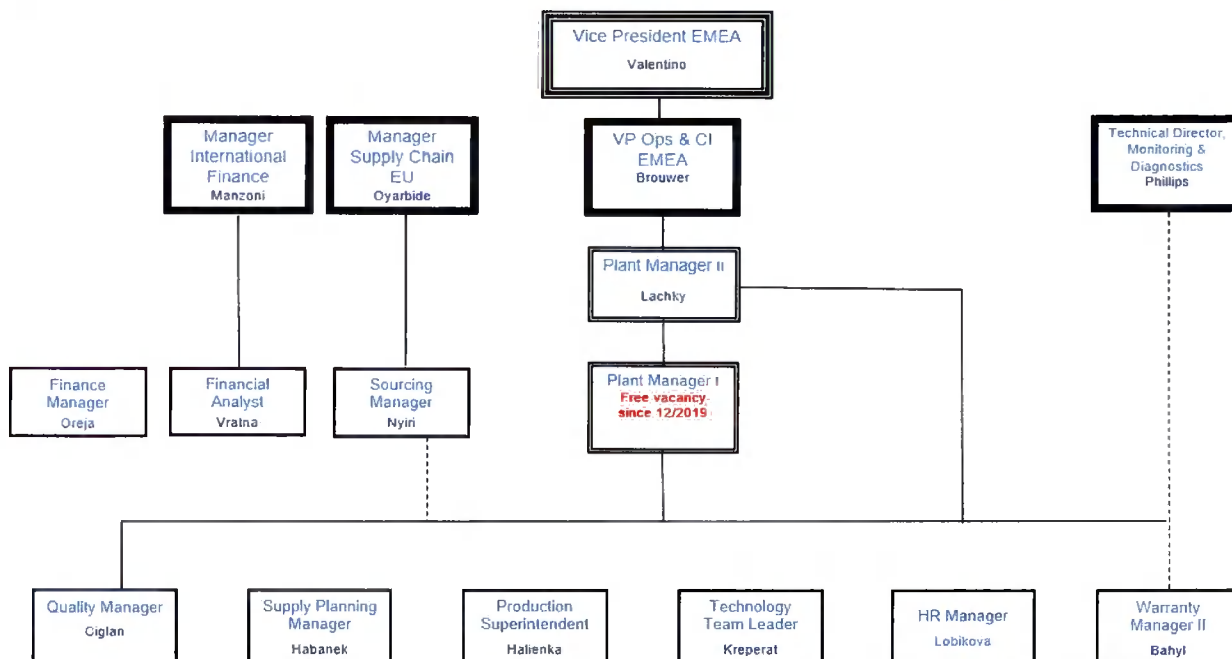 Vice President EMEA
Valentino
Manager
International
Finance
Manzoni
Manager
Supply Chain
EU
Oyarbide
VP Ops & CI
EMEA
Brouwer
Technical Director,
Monitoring &
Diagnostics
Phillips
Plant Manager II
Lachky
Finance
Manager
Oreja
Financial
Analyst
Vratna
Sourcing
Manager
Nyiri
Plant Manager I
Free vacancy
since 12/2019
Quality Manager
Ciglan
Supply Planning
Manager
Habanek
Production
Superintendent
Halienka
Technology
Team Leader
Kreperat
HR Manager
Lobikova
Warranty
Manager II
Bahyl